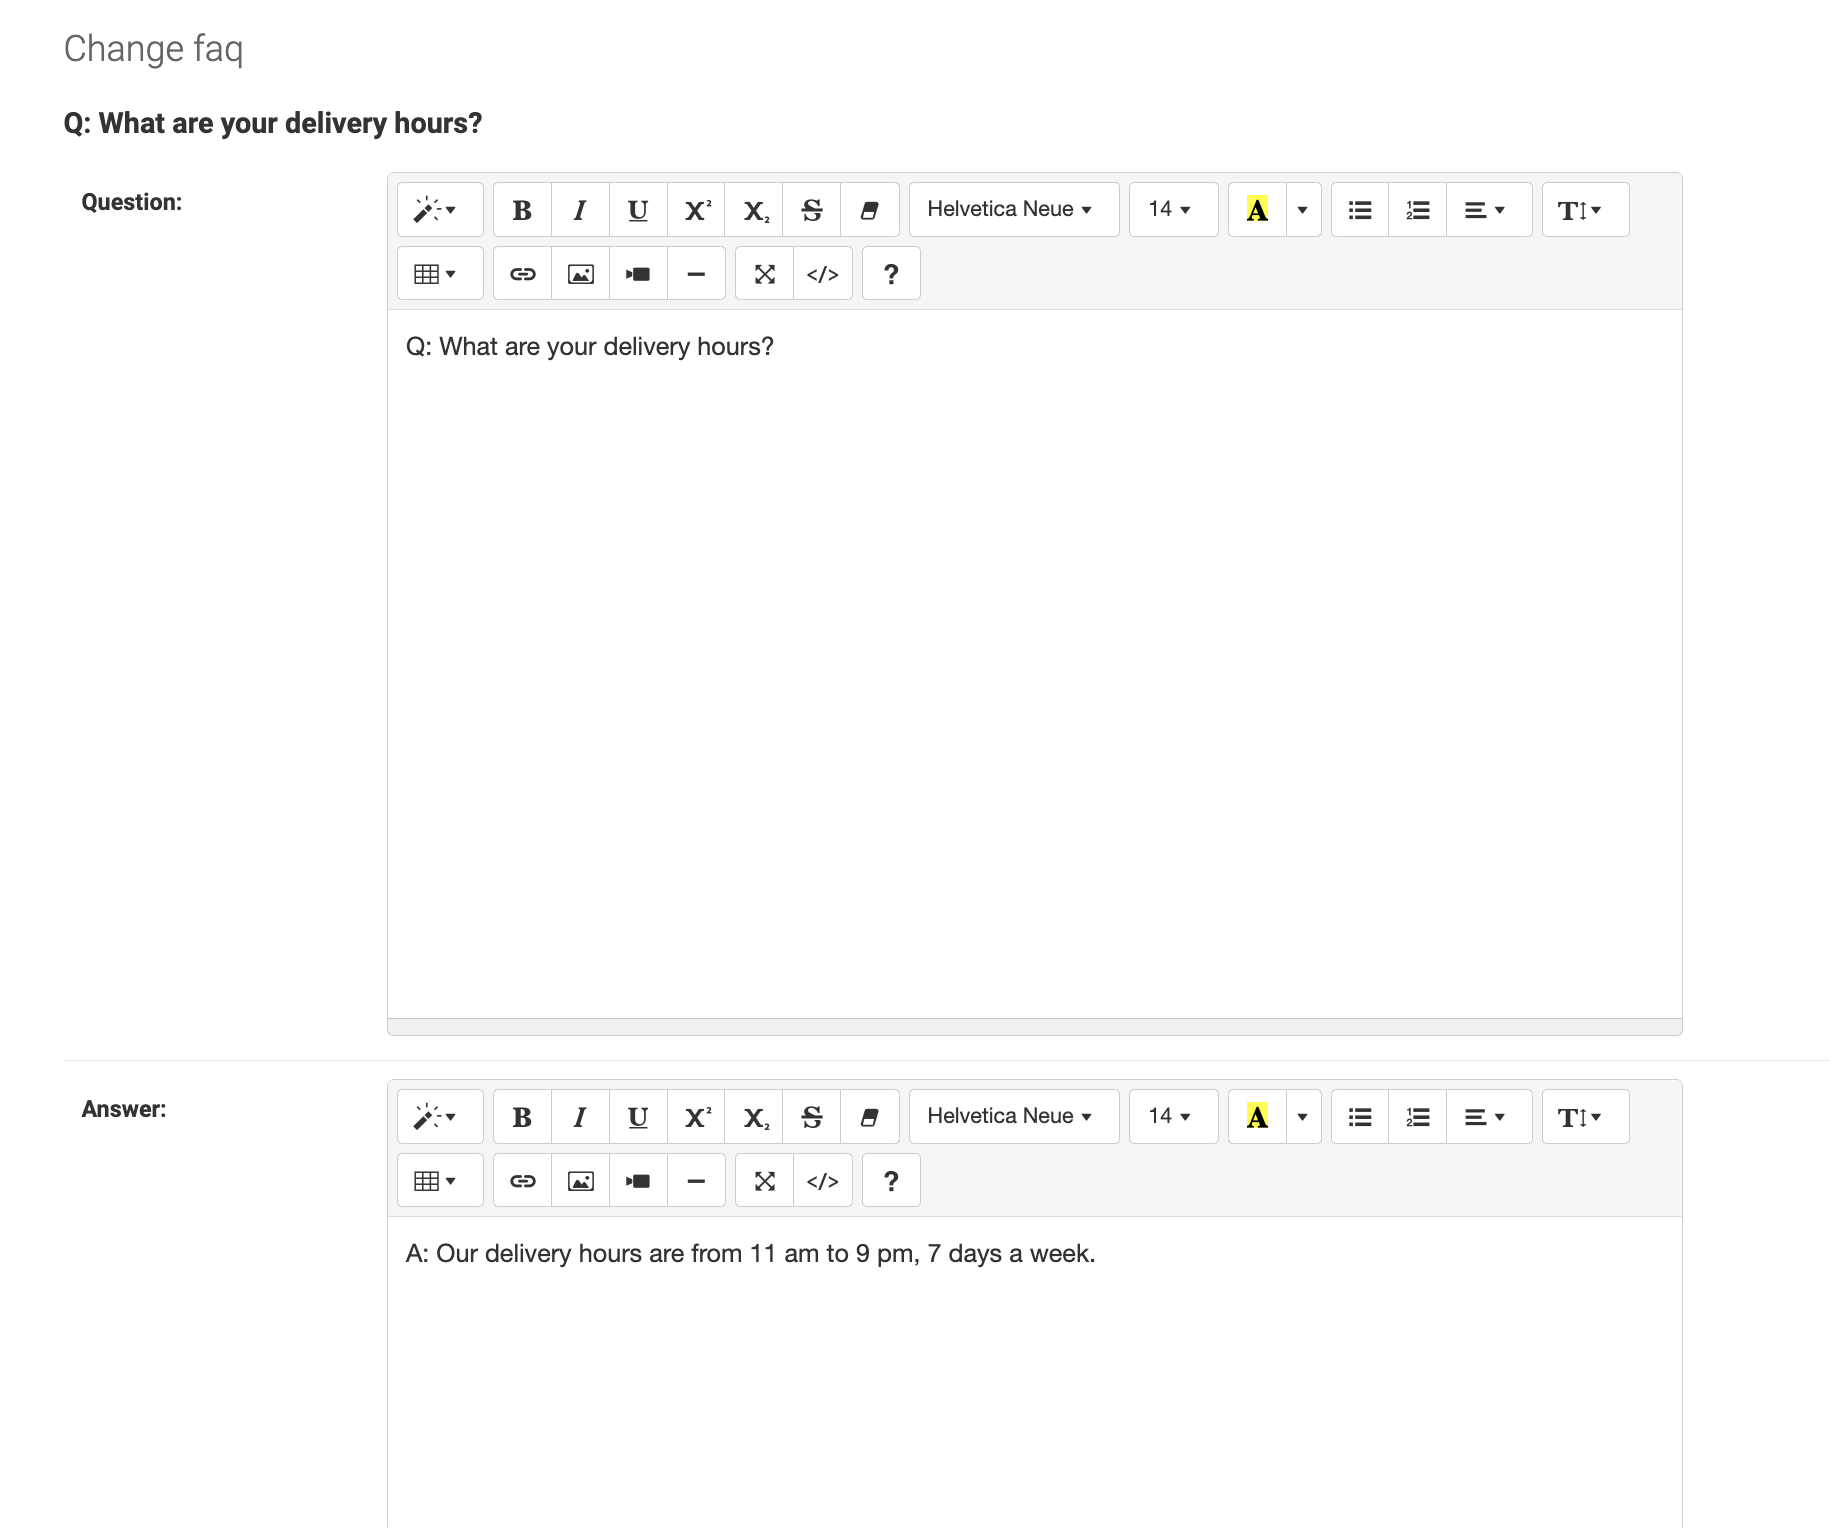 Change faq
Q: What are your delivery hours?
Question:
B I U X² X₂ S Helvetica Neue 14 A T
</> ?
Q: What are your delivery hours?
Answer:
B I U X² X₂ S Helvetica Neue 14 A T
</> ?
A: Our delivery hours are from 11 am to 9 pm, 7 days a week.